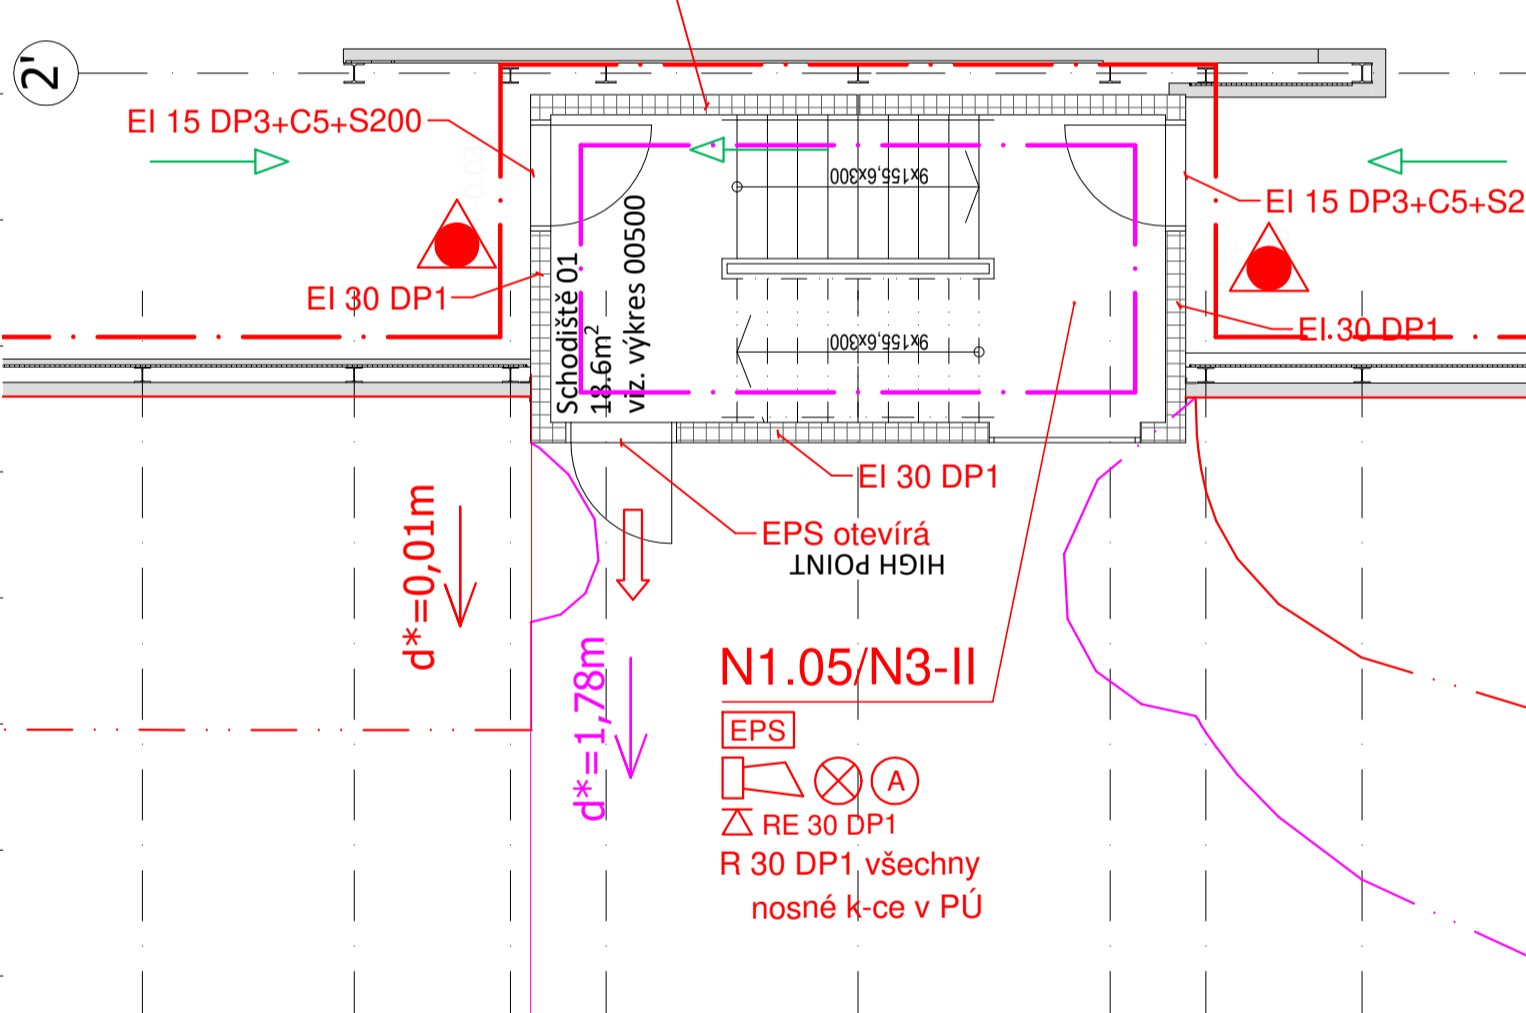 2'
EI 15 DP3+C5+S200
9x155,6x300
EI 15 DP3+C5+S2
EI 30 DP1
Schodiště 01
18.6m²
viz. výkres 00500
9x155,6x300
EI 30 DP1
EI 30 DP1
EPS otevírá
HIGH POINT
d*=0,01m
d*=1,78m
N1.05/N3-II
EPS
A
RE 30 DP1
R 30 DP1 všechny
nosné k-ce v PÚ